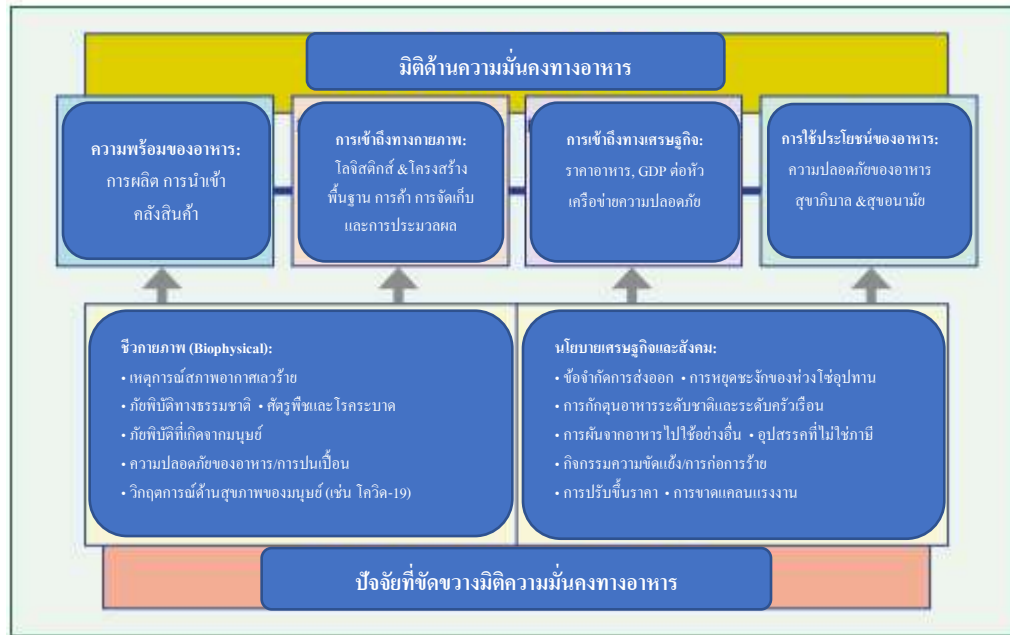 มิติด้านความมั่นคงทางอาหาร
ความพร้อมของอาหาร:
การผลิต การนำเข้า
คลังสินค้า
การเข้าถึงทางกายภาพ:
โลจิสติกส์ &โครงสร้าง
พื้นฐาน การค้า การจัดเก็บ
และการประมวลผล
การเข้าถึงทางเศรษฐกิจ:
ราคาอาหาร, GDP ต่อหัว
เครือข่ายความปลอดภัย
การใช้ประโยชน์ของอาหาร:
ความปลอดภัยของอาหาร
สุขาภิบาล &สุขอนามัย
ชีวกายภาพ (Biophysical):
• เหตุการณ์สภาพอากาศเลวร้าย
• ภัยพิบัติทางธรรมชาติ • ศัตรูพืชและโรคระบาด
• ภัยพิบัติที่เกิดจากมนุษย์
• ความปลอดภัยของอาหาร/การปนเปื้อน
• วิกฤตการณ์ด้านสุขภาพของมนุษย์ (เช่น โควิด-19)
นโยบายเศรษฐกิจและสังคม:
• ข้อจำกัดการส่งออก • การหยุดชะงักของห่วงโซ่อุปทาน
• การกักตุนอาหารระดับชาติและระดับครัวเรือน
• การผันจากอาหารไปใช้อย่างอื่น • อุปสรรคที่ไม่ใช่ภาษี
• กิจกรรมความขัดแย้ง/การก่อการร้าย
• การปรับขึ้นราคา • การขาดแคลนแรงงาน
ปัจจัยที่ขัดขวางมิติความมั่นคงทางอาหาร